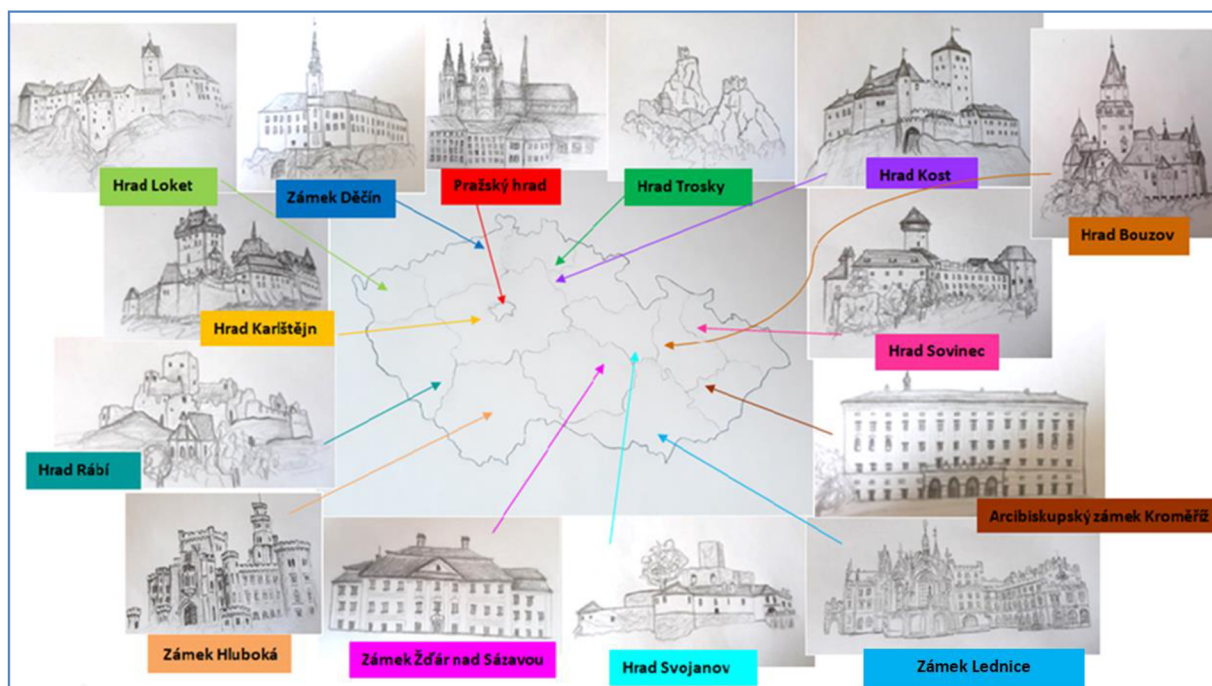 Hrad Loket
Zámek Děčín
Pražský hrad
Hrad Trosky
Hrad Kost
Hrad Bouzov
Hrad Karlštejn
Hrad Sovinec
Hrad Rábí
Arcibiskupský zámek Kroměříž
Zámek Hluboká
Zámek Žďár nad Sázavou
Hrad Svojanov
Zámek Lednice